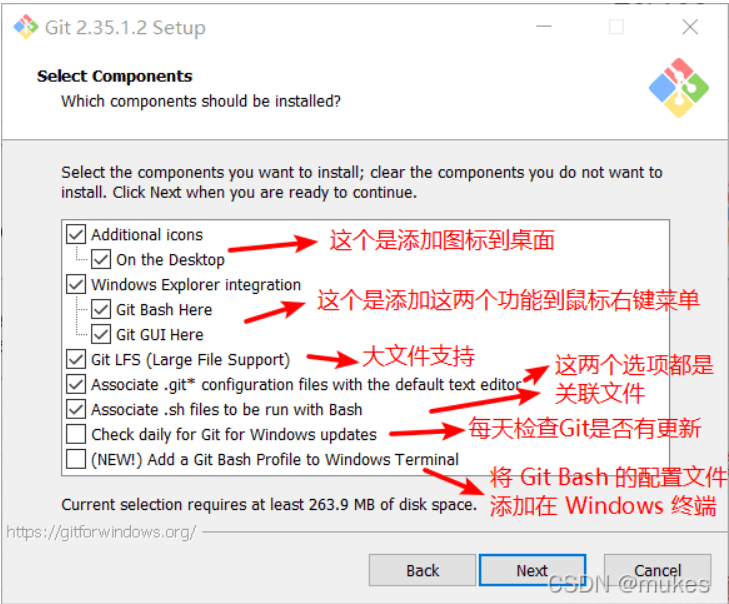 Git 2.35.1.2 Setup
Select Components
Which components should be installed?
Select the components you want to install; clear the components you do not want to
install. Click Next when you are ready to continue.
Additional icons
这个是添加图标到桌面
On the Desktop
Windows Explorer integration
这个是添加这两个功能到鼠标右键菜单
Git Bash Here
Git GUI Here
Git LFS (Large File Support)
大文件支持
Associate .git* configuration files with the default text editor
这两个选项都是
关联文件
Associate .sh files to be run with Bash
Check daily for Git for Windows updates
每天检查Git是否有更新
(NEW!) Add a Git Bash Profile to Windows Terminal
将 Git Bash 的配置文件
添加在 Windows 终端
Current selection requires at least 263.9 MB of disk space.
https://gitforwindows.org/
Back
Next
Cancel
CSDN @mukes